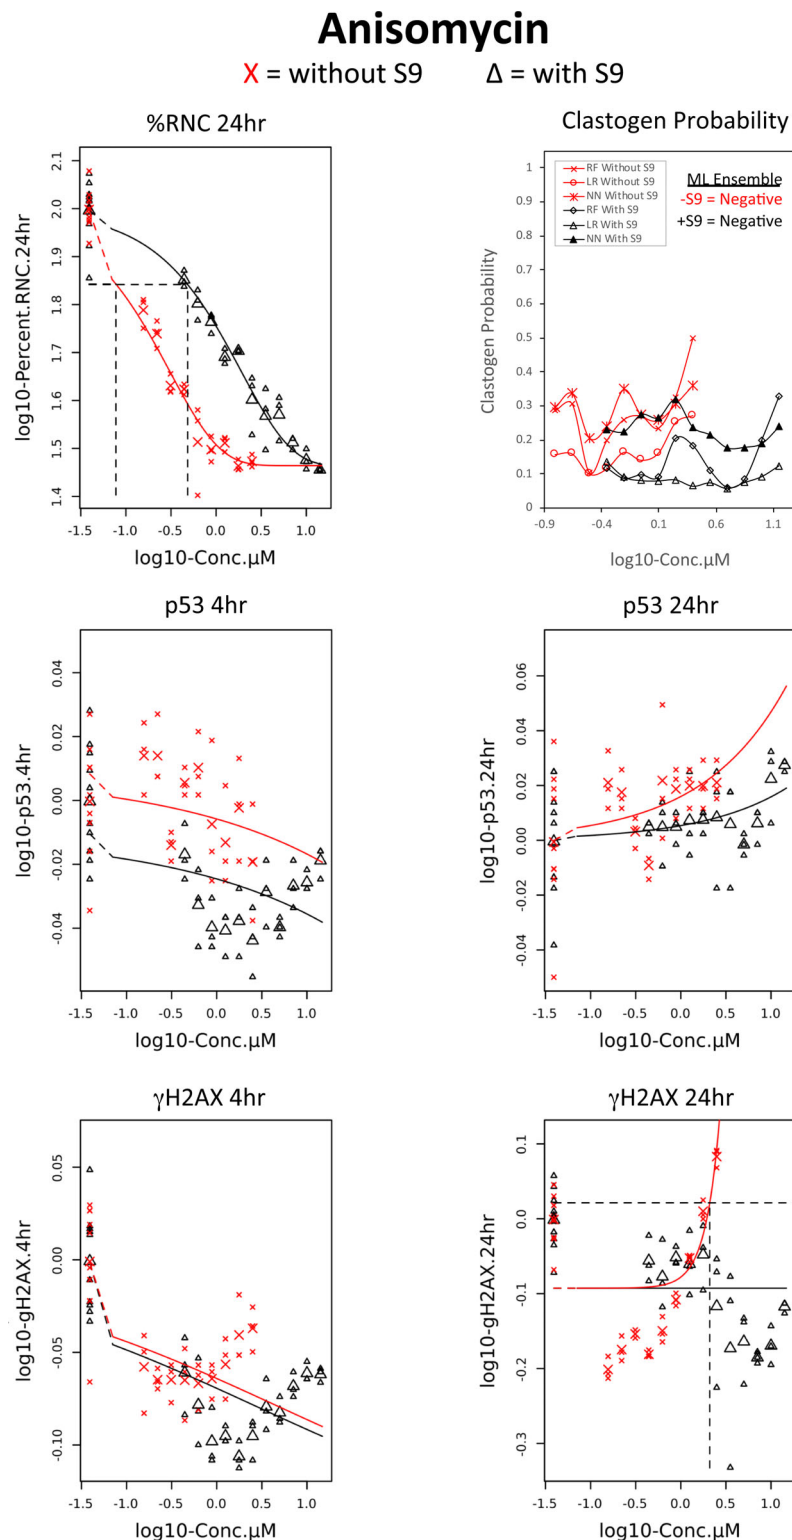 Anisomycin
X = without S9 Δ = with S9
%RNC 24hr
log10-Percent.RNC.24hr
2.1
2.0
1.9
1.8
1.7
1.6
1.5
1.4
-1.5 -1.0 -0.5 0.0 0.5 1.0
log10-Conc.μM
Clastogen Probability
Clastogen Probability
1
0.9
0.8
0.7
0.6
0.5
0.4
0.3
0.2
0.1
0
RF Without S9
LR Without S9
NN Without S9
RF With S9
LR With S9
NN With S9
ML Ensemble
-S9 = Negative
+S9 = Negative
-0.9 -0.4 0.1 0.6 1.1
log10-Conc.μM
p53 4hr
log10-p53.4hr
0.04
0.02
0.00
-0.02
-0.04
-1.5 -1.0 -0.5 0.0 0.5 1.0
log10-Conc.μM
p53 24hr
log10-p53.24hr
0.06
0.04
0.02
0.00
-0.02
-0.04
-1.5 -1.0 -0.5 0.0 0.5 1.0
log10-Conc.μM
γH2AX 4hr
log10-gH2AX.4hr
0.05
0.00
-0.05
-0.10
-1.5 -1.0 -0.5 0.0 0.5 1.0
log10-Conc.μM
γH2AX 24hr
log10-gH2AX.24hr
0.1
0.0
-0.1
-0.2
-0.3
-1.5 -1.0 -0.5 0.0 0.5 1.0
log10-Conc.μM